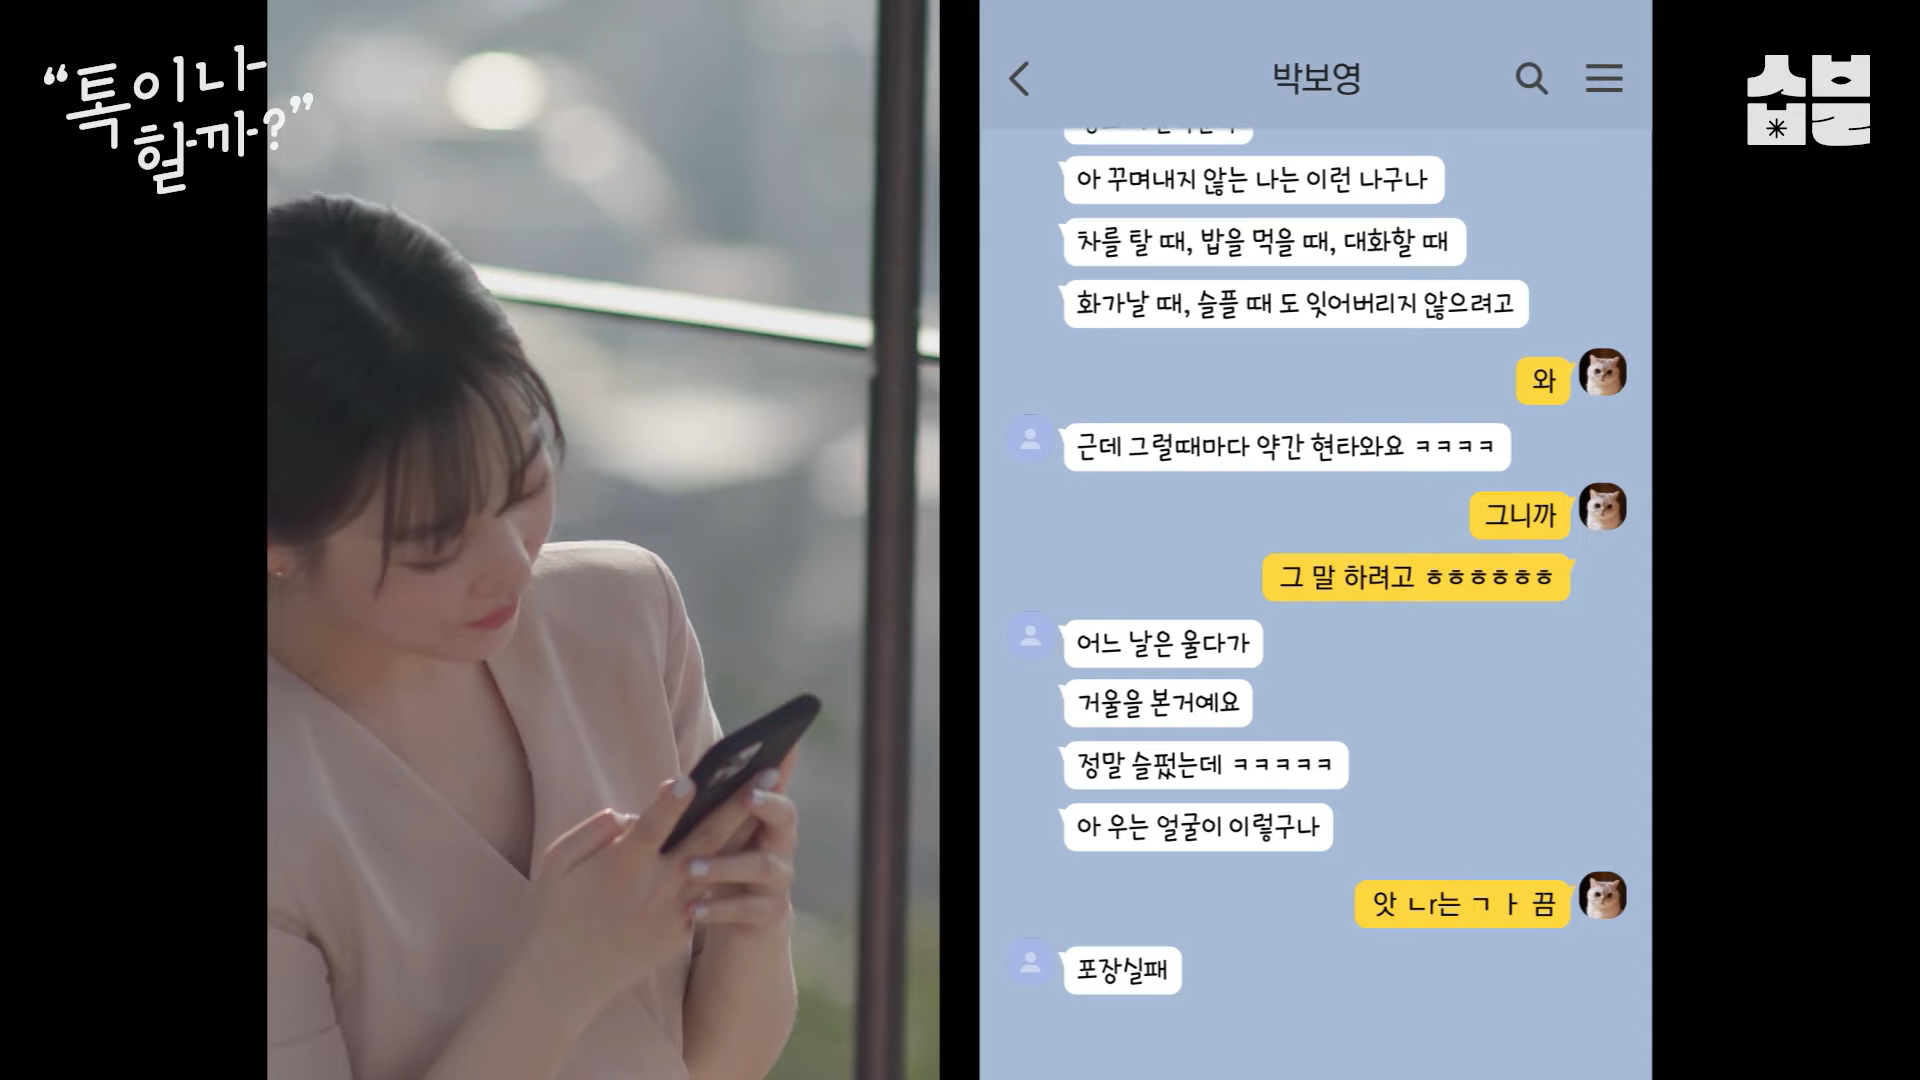 “톡이나
할까?”
박보영
아 꾸며내지 않는 나는 이런 나구나
차를 탈 때, 밥을 먹을 때, 대화할 때
화가날 때, 슬플 때 도 잊어버리지 않으려고
와
근데 그럴때마다 약간 현타와요 ㅋㅋㅋㅋ
그니까
그 말 하려고 ㅎㅎㅎㅎㅎㅎ
어느 날은 울다가
거울을 본거예요
정말 슬펐는데 ㅋㅋㅋㅋㅋ
아 우는 얼굴이 이렇구나
앗 ㄴr는 ㄱ ㅏ 끔
포장실패